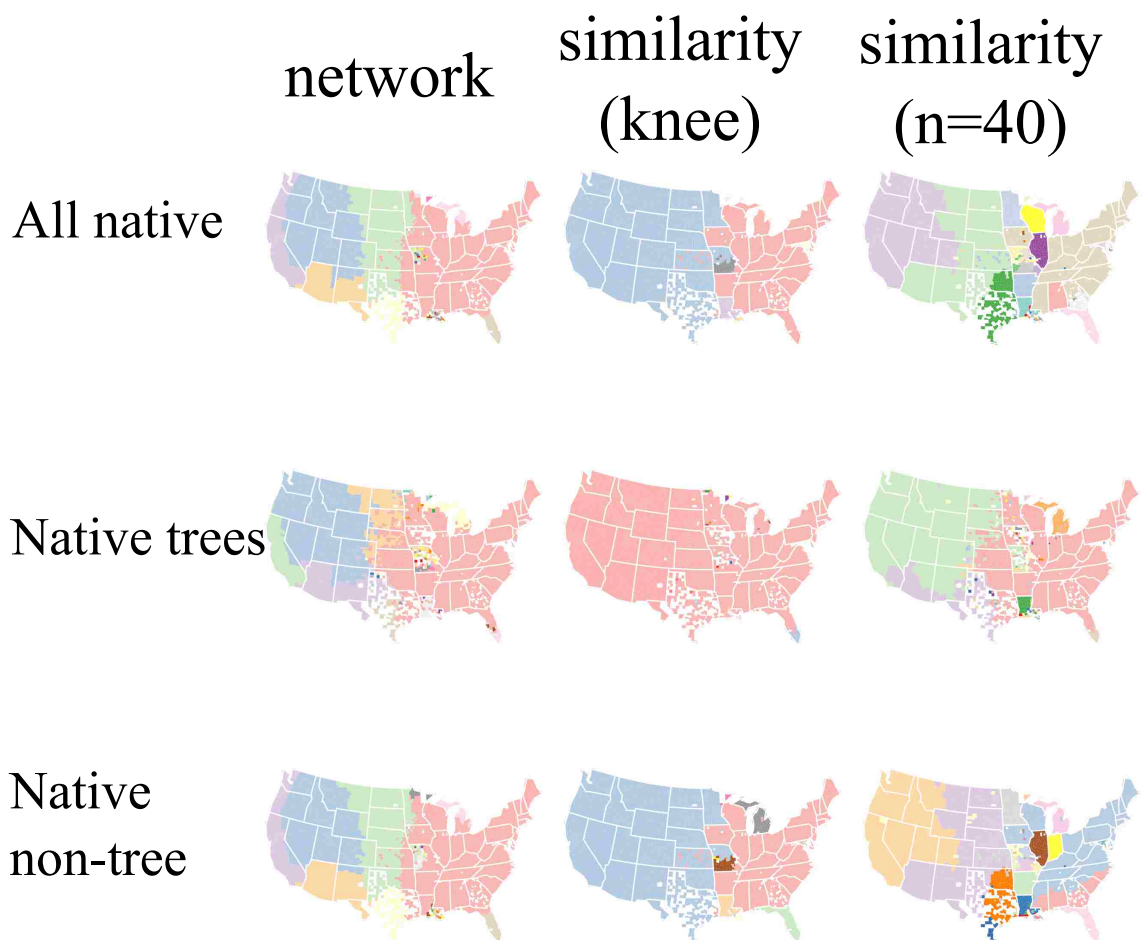 network
similarity
(knee)
similarity
(n=40)
All native
Native trees
Native
non-tree